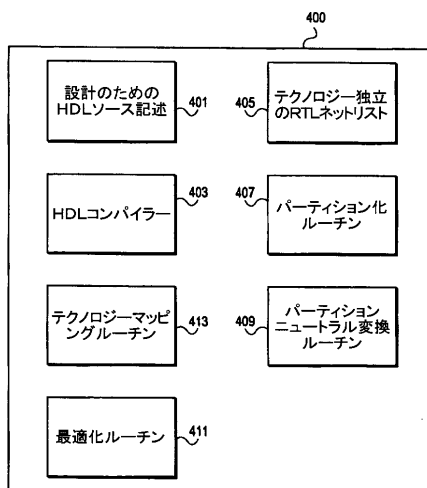 400
設計のための
HDLソース記述
401
405
テクノロジー独立
のRTLネットリスト
HDLコンパイラー
403
407
パーティション化
ルーチン
テクノロジーマッピ
ングルーチン
413
409
パーティション
ニュートラル変換
ルーチン
最適化ルーチン
411